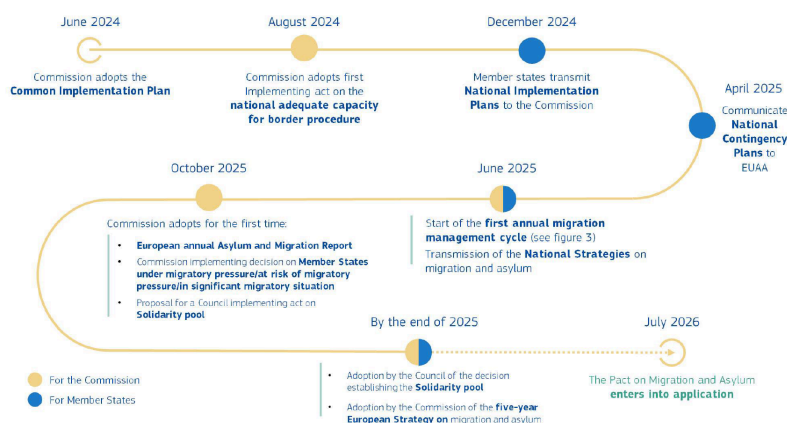 June 2024
Commission adopts the
Common Implementation Plan
August 2024
Commission adopts first
Implementing act on the
national adequate capacity
for border procedure
December 2024
Member states transmit
National Implementation
Plans to the Commission
April 2025
Communicate
National
Contingency
Plans to
EUAA
June 2025
Start of the first annual migration
management cycle (see figure 3)
Transmission of the National Strategies on
migration and asylum
October 2025
Commission adopts for the first time:
• European annual Asylum and Migration Report
• Commission implementing decision on Member States
under migratory pressure/at risk of migratory
pressure/in significant migratory situation
• Proposal for a Council implementing act on
Solidarity pool
By the end of 2025
• Adoption by the Council of the decision
establishing the Solidarity pool
• Adoption by the Commission of the five-year
European Strategy on migration and asylum
July 2026
The Pact on Migration and Asylum
enters into application
For the Commission
For Member States